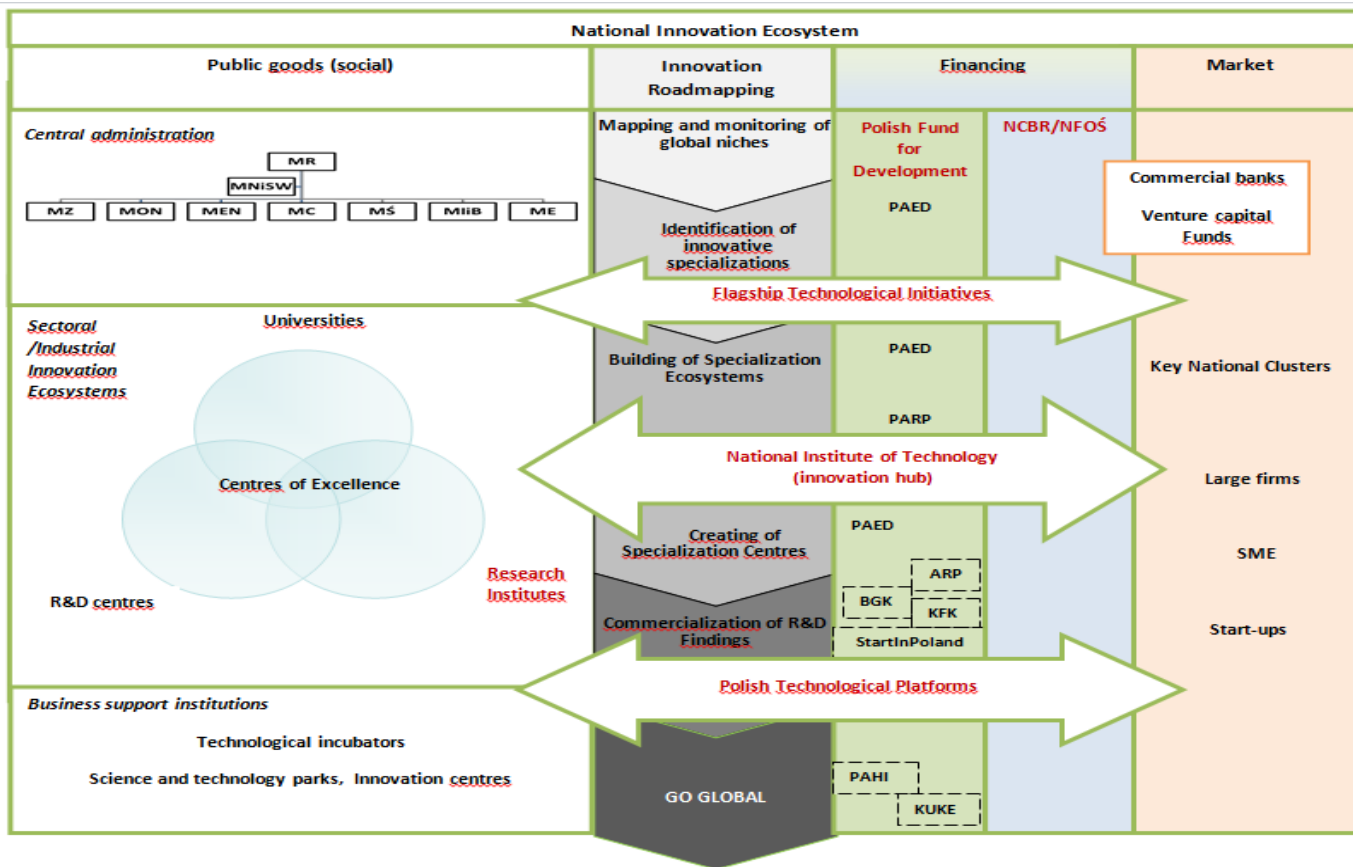 National Innovation Ecosystem
Public goods (social)
Innovation
Roadmapping
Financing
Market
Central administration
MR
MNiSW
MZ
MON
MEN
MC
MŚ
MIiB
ME
Mapping and monitoring of
global niches
Identification of
innovative
specializations
Polish Fund
for
Development
PAED
NCBR/NFOŚ
Commercial banks
Venture capital
Funds
Flagship Technological Initiatives
Sectoral
/Industrial
Innovation
Ecosystems
Universities
Centres of Excellence
R&D centres
Research
Institutes
Building of Specialization
Ecosystems
PAED
PARP
Key National Clusters
National Institute of Technology
(innovation hub)
Large firms
Creating of
Specialization Centres
PAED
ARP
BGK
KFK
StartInPoland
SME
Commercialization of R&D
Findings
Start-ups
Polish Technological Platforms
Business support institutions
Technological incubators
Science and technology parks, Innovation centres
GO GLOBAL
PAHI
KUKE